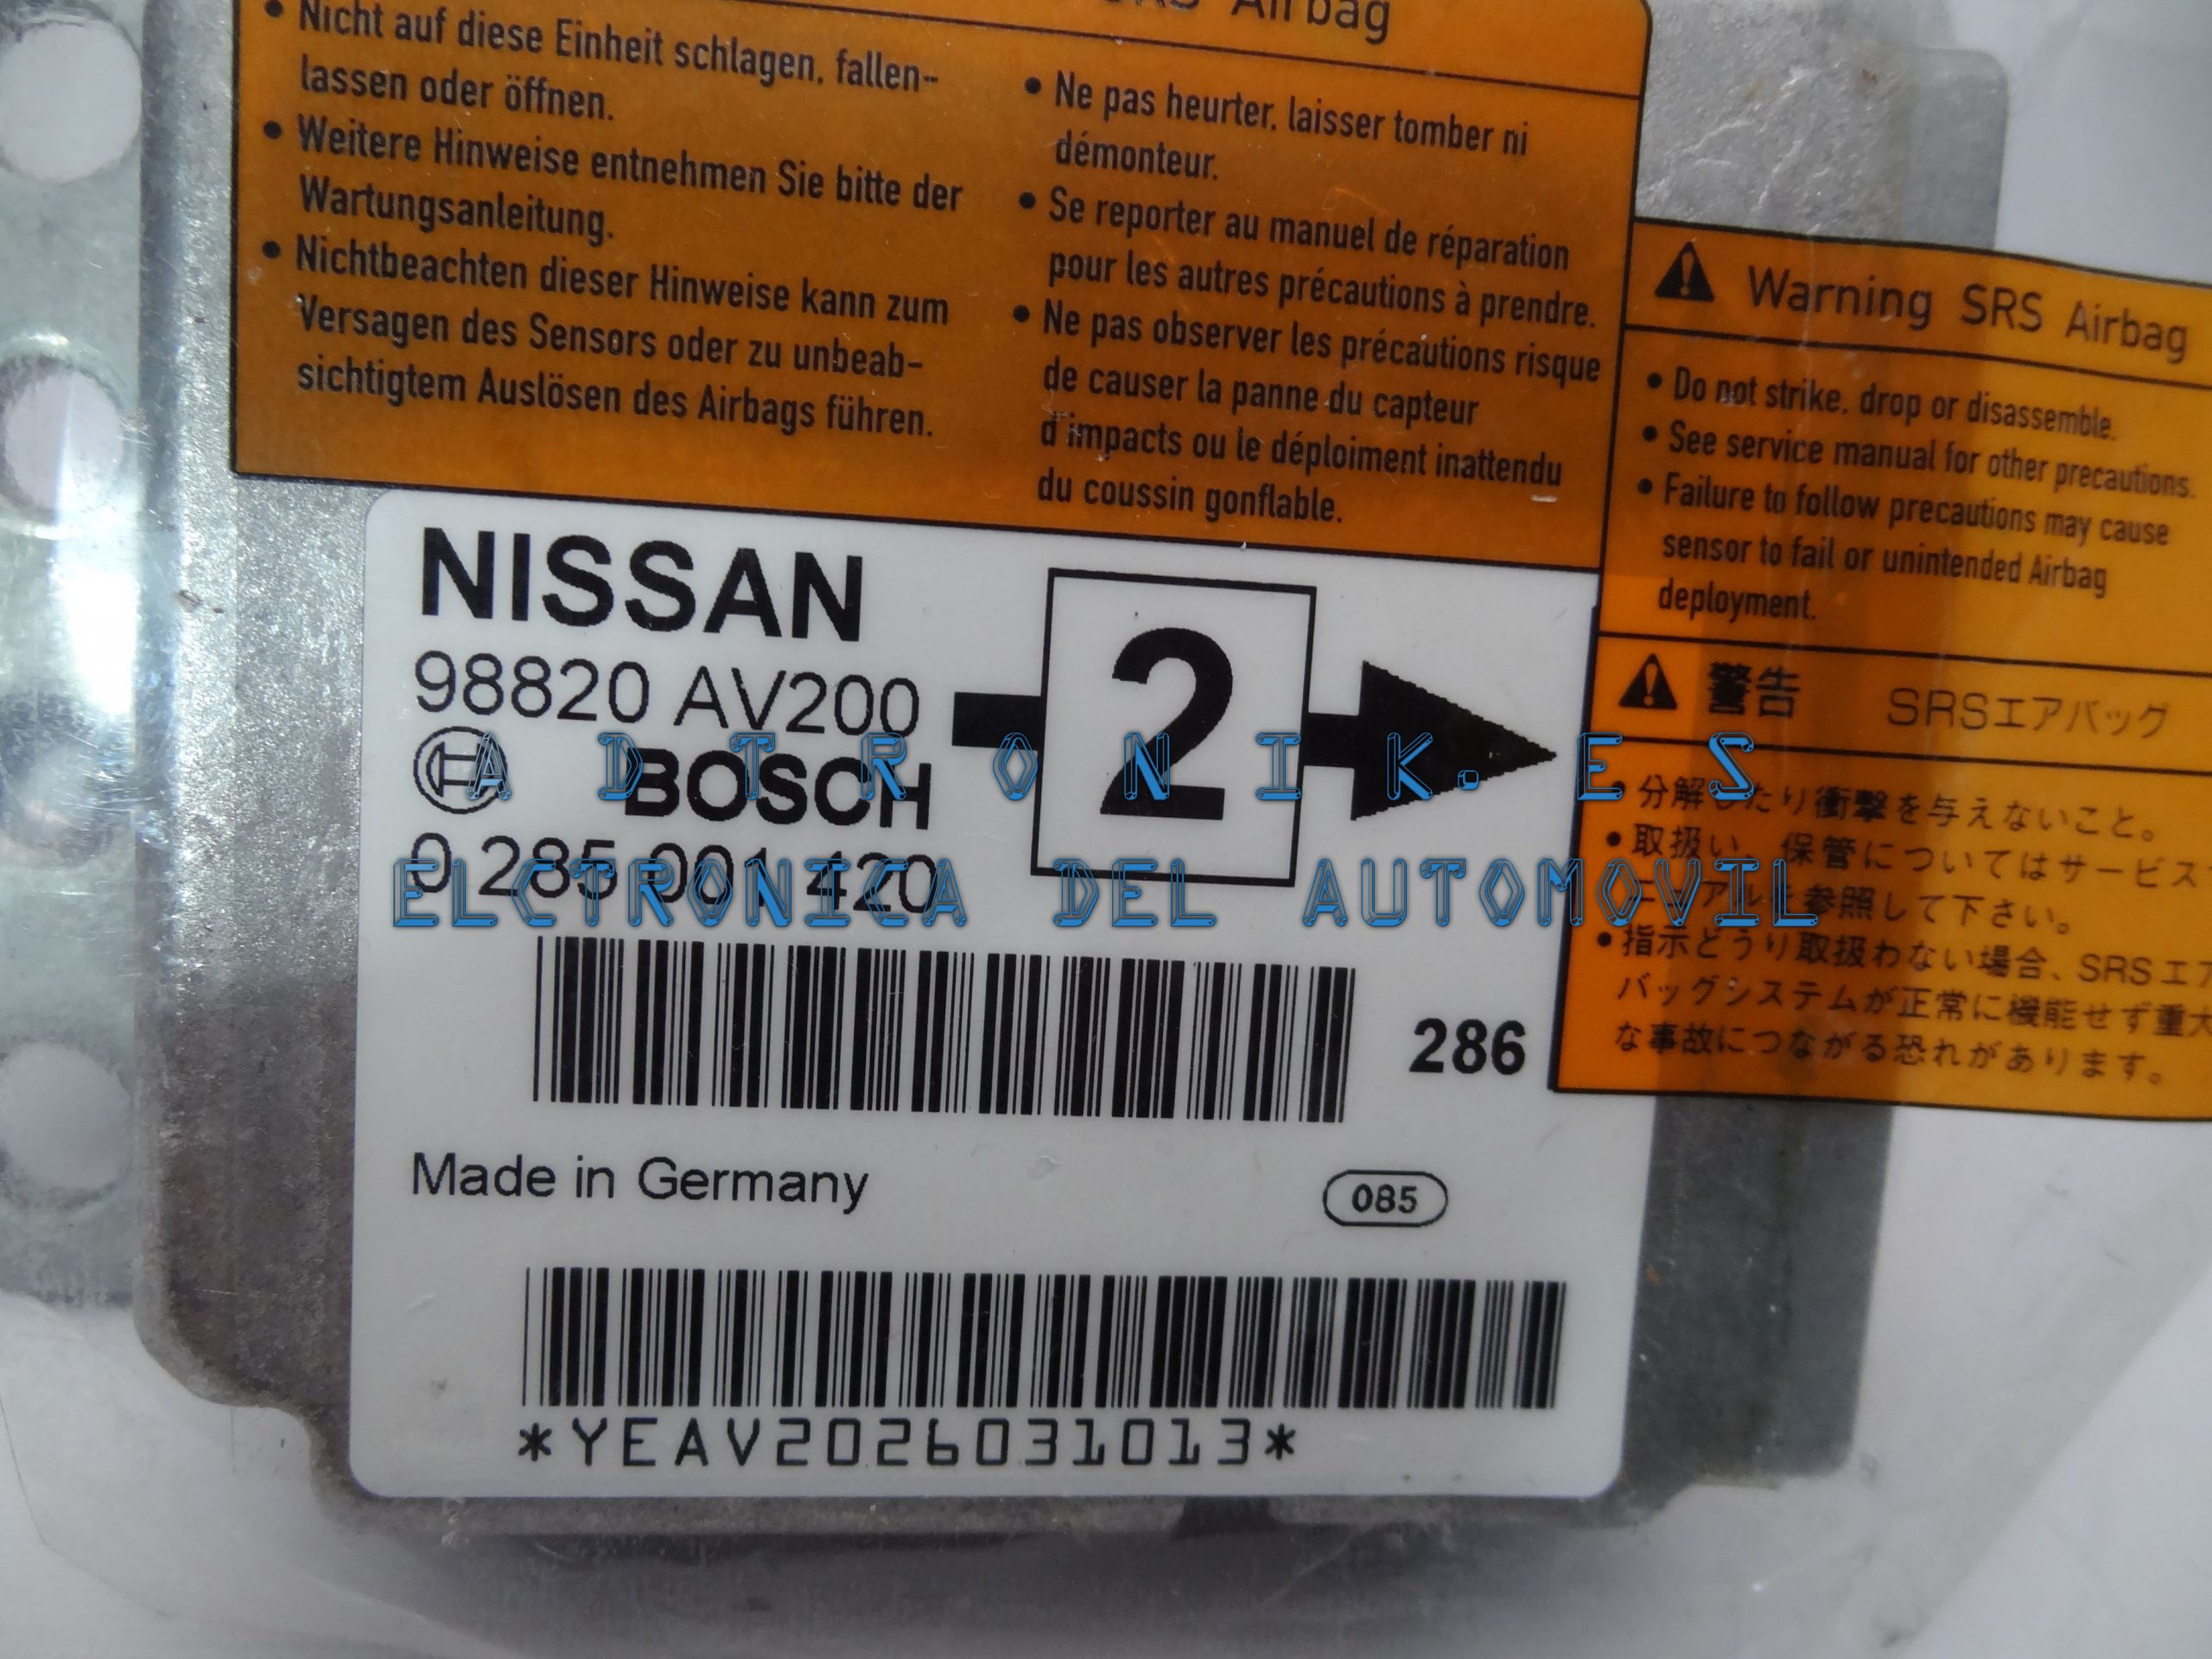 SRS Airbag
• Nicht auf diese Einheit schlagen, fallen-
lassen oder öffnen.
• Weitere Hinweise entnehmen Sie bitte der
Wartungsanleitung.
• Nichtbeachten dieser Hinweise kann zum
Versagen des Sensors oder zu unbeab-
sichtigtem Auslösen des Airbags führen.
• Ne pas heurter, laisser tomber ni
démonteur.
• Se reporter au manuel de réparation
pour les autres précautions à prendre.
• Ne pas observer les précautions risque
de causer la panne du capteur
d'impacts ou le déploiment inattendu
du coussin gonflable.
Warning SRS Airbag
• Do not strike, drop or disassemble.
• See service manual for other precautions.
• Failure to follow precautions may cause
sensor to fail or unintended Airbag
deployment.
警告 SRSエアバッグ
• 分解したり衝撃を与えないこと。
• 取扱い、保管についてはサービス
ニュアルを参照して下さい。
• 指示どうり取扱わない場合、SRSエア
バッグシステムが正常に機能せず重大
な事故につながる恐れがあります。
NISSAN
98820 AV200
BOSCH
0 285 001 420
2
ADTRONIK.ES
ELCTRONICA DEL AUTOMOVIL
286
Made in Germany
085
*YEAV2026031013*